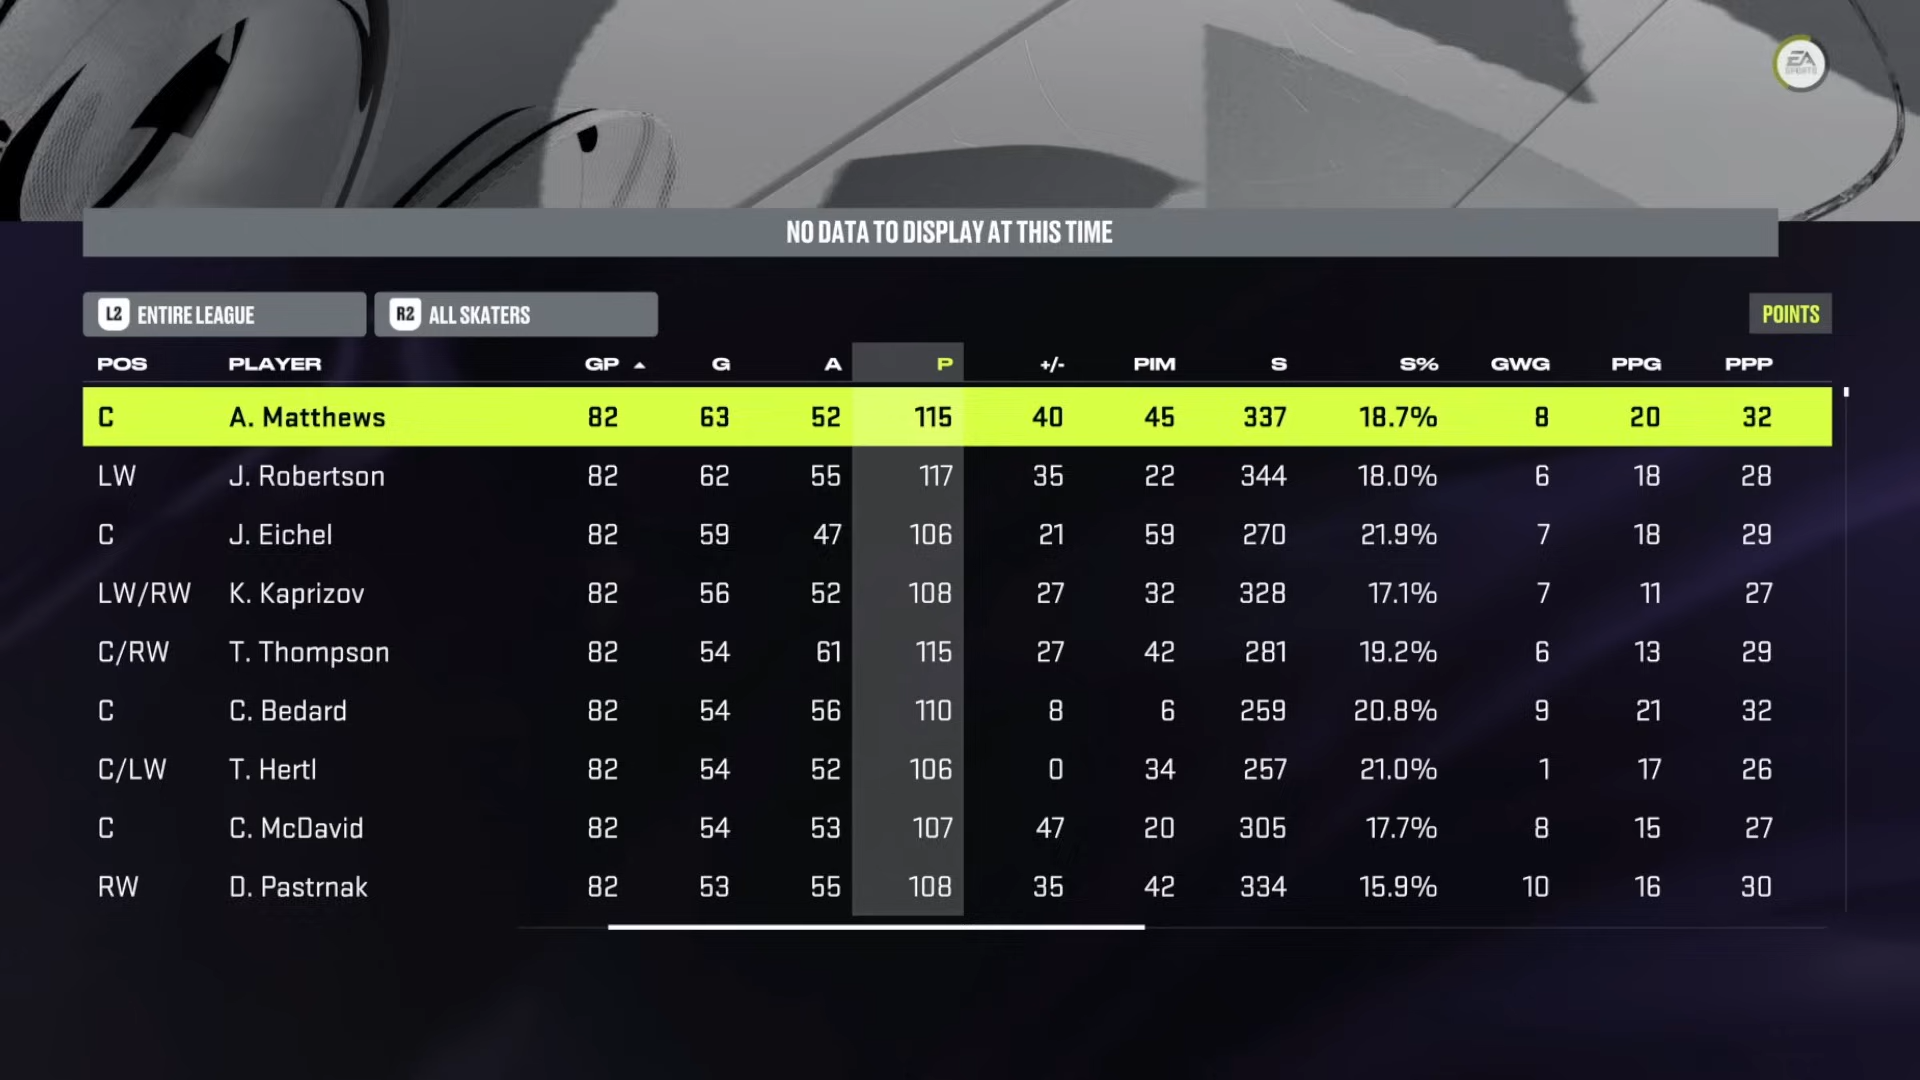 EA SPORTS
NO DATA TO DISPLAY AT THIS TIME
L2 ENTIRE LEAGUE R2 ALL SKATERS POINTS
POS PLAYER GP G A P +/- PIM S S% GWG PPG PPP
C A. Matthews 82 63 52 115 40 45 337 18.7% 8 20 32
LW J. Robertson 82 62 55 117 35 22 344 18.0% 6 18 28
C J. Eichel 82 59 47 106 21 59 270 21.9% 7 18 29
LW/RW K. Kaprizov 82 56 52 108 27 32 328 17.1% 7 11 27
C/RW T. Thompson 82 54 61 115 27 42 281 19.2% 6 13 29
C C. Bedard 82 54 56 110 8 6 259 20.8% 9 21 32
C/LW T. Hertl 82 54 52 106 0 34 257 21.0% 1 17 26
C C. McDavid 82 54 53 107 47 20 305 17.7% 8 15 27
RW D. Pastrnak 82 53 55 108 35 42 334 15.9% 10 16 30